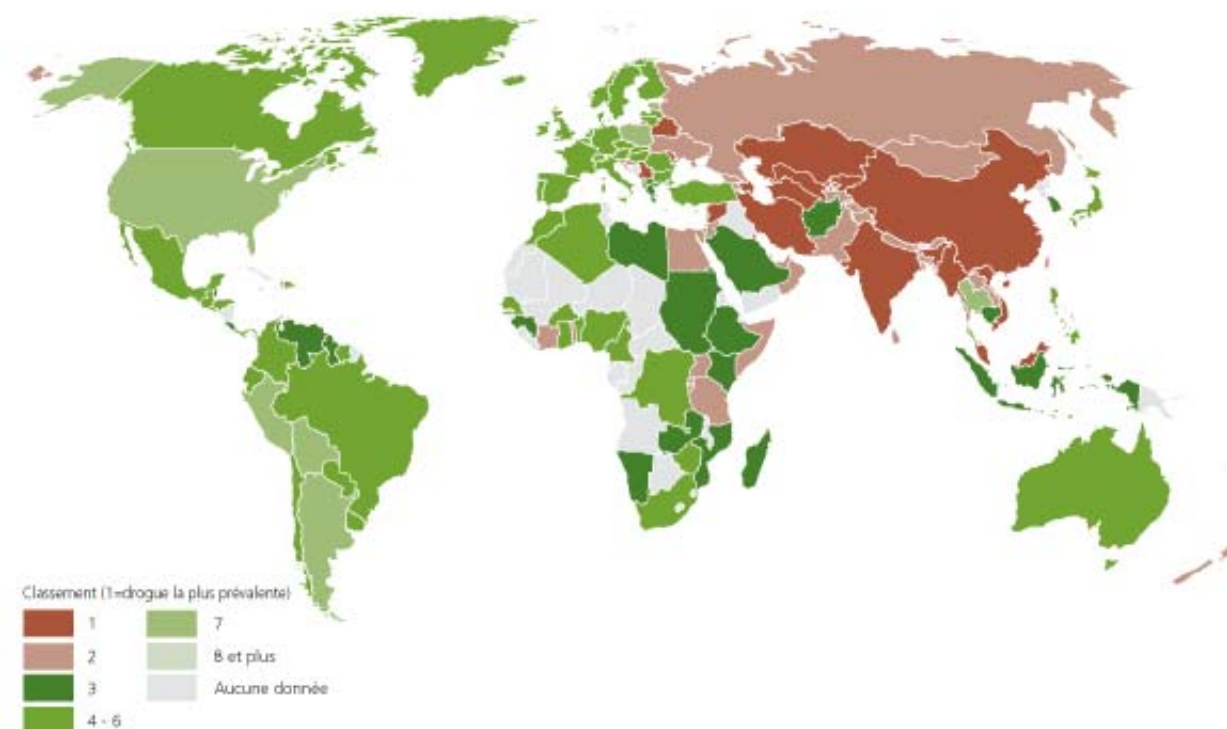 Classement (1=drogue la plus prévalente)
1
2
3
4 - 6
7
8 et plus
Aucune donnée